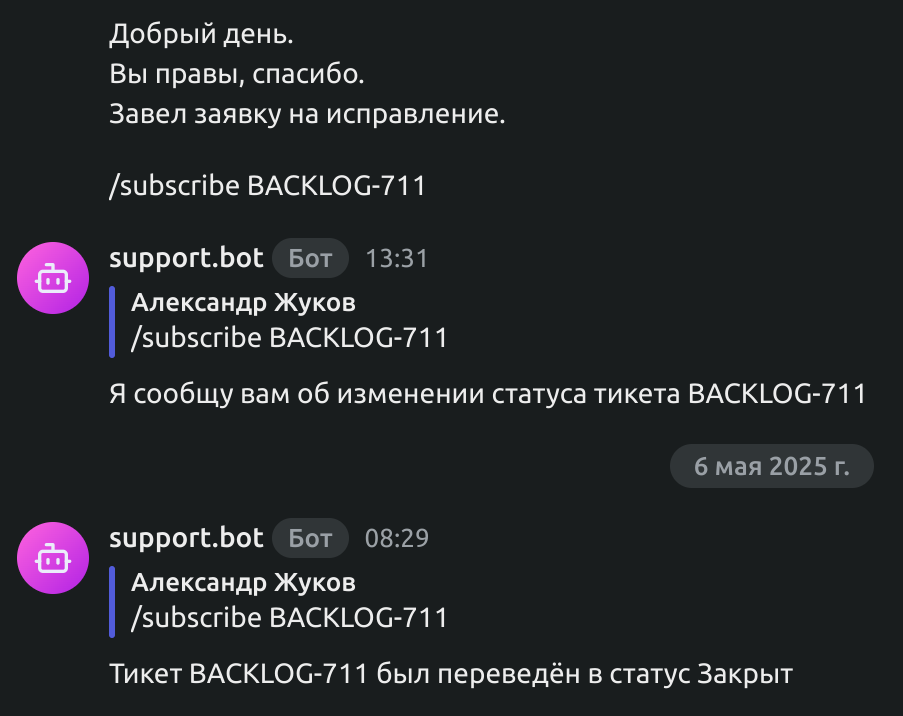 Добрый день.
Вы правы, спасибо.
Завел заявку на исправление.
/subscribe BACKLOG-711
support.bot Бот 13:31
Александр Жуков
/subscribe BACKLOG-711
Я сообщу вам об изменении статуса тикета BACKLOG-711
6 мая 2025 г.
support.bot Бот 08:29
Александр Жуков
/subscribe BACKLOG-711
Тикет BACKLOG-711 был переведён в статус Закрыт